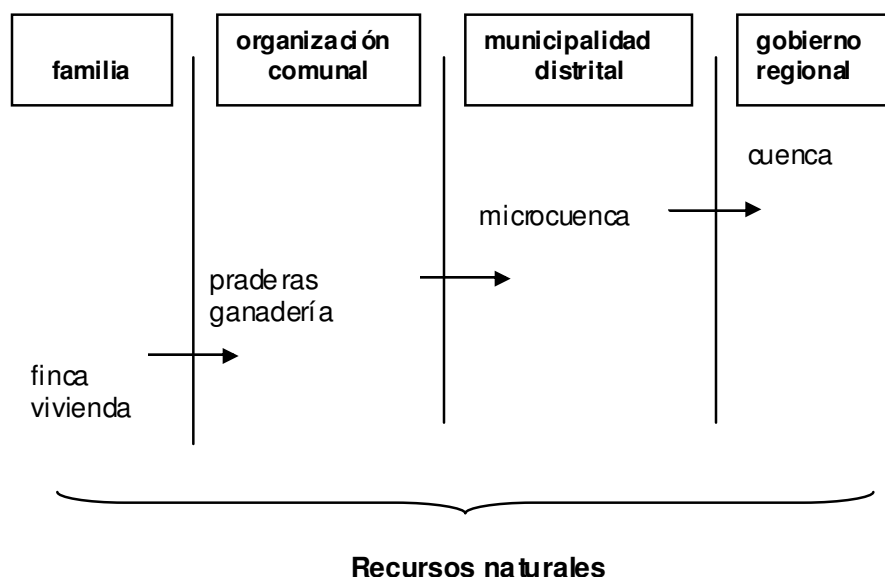 familia
organización
comunal
municipalidad
distrital
gobierno
regional
cuenca
microcuenca
praderas
ganadería
finca
vivienda
Recursos naturales